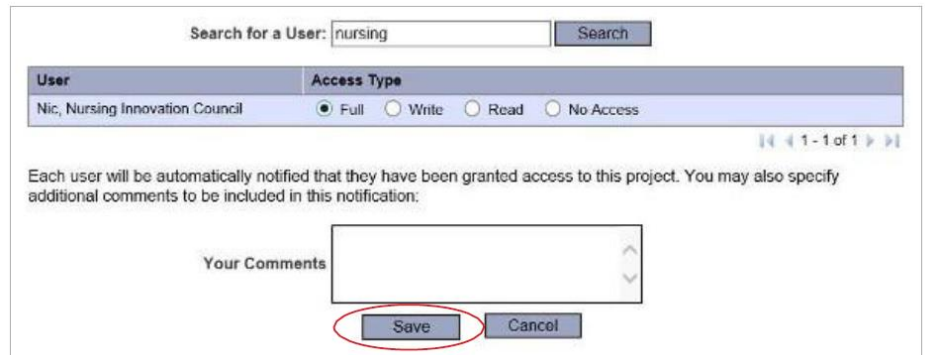 Search for a User: nursing Search
User Access Type
Nic, Nursing Innovation Council Full Write Read No Access
1 - 1 of 1
Each user will be automatically notified that they have been granted access to this project. You may also specify
additional comments to be included in this notification:
Your Comments
Save Cancel